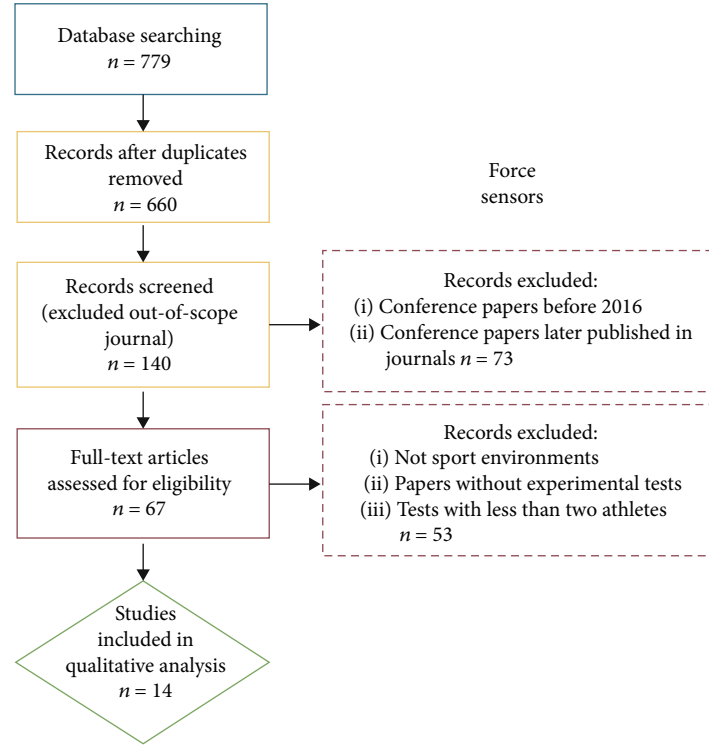 Database searching
n = 779
Records after duplicates
removed
n = 660
Force
sensors
Records screened
(excluded out-of-scope
journal)
n = 140
Records excluded:
(i) Conference papers before 2016
(ii) Conference papers later published in
journals n = 73
Full-text articles
assessed for eligibility
n = 67
Records excluded:
(i) Not sport environments
(ii) Papers without experimental tests
(iii) Tests with less than two athletes
n = 53
Studies
included in
qualitative analysis
n = 14